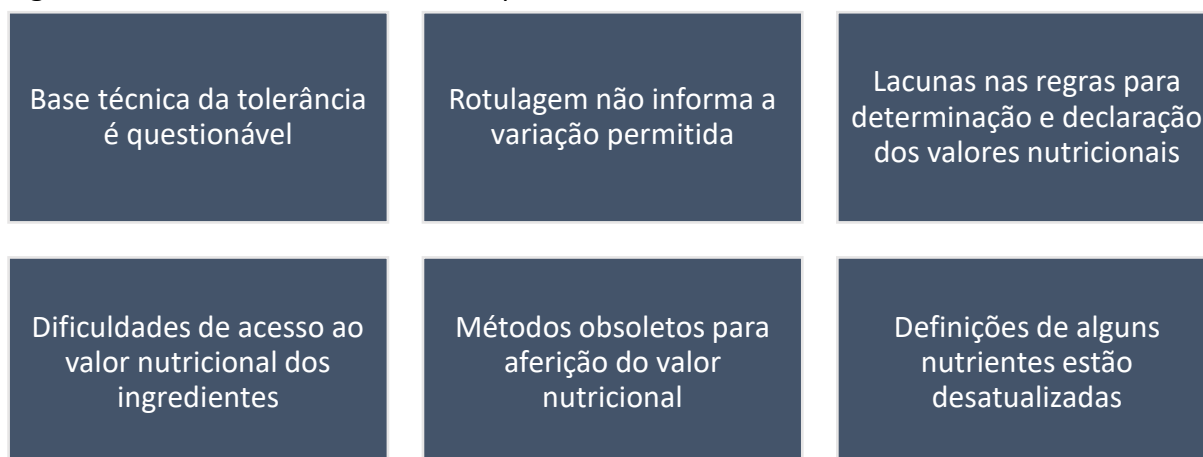 Base técnica da tolerância
é questionável
Rotulagem não informa a
variação permitida
Lacunas nas regras para
determinação e declaração
dos valores nutricionais
Dificuldades de acesso ao
valor nutricional dos
ingredientes
Métodos obsoletos para
aferição do valor
nutricional
Definições de alguns
nutrientes estão
desatualizadas